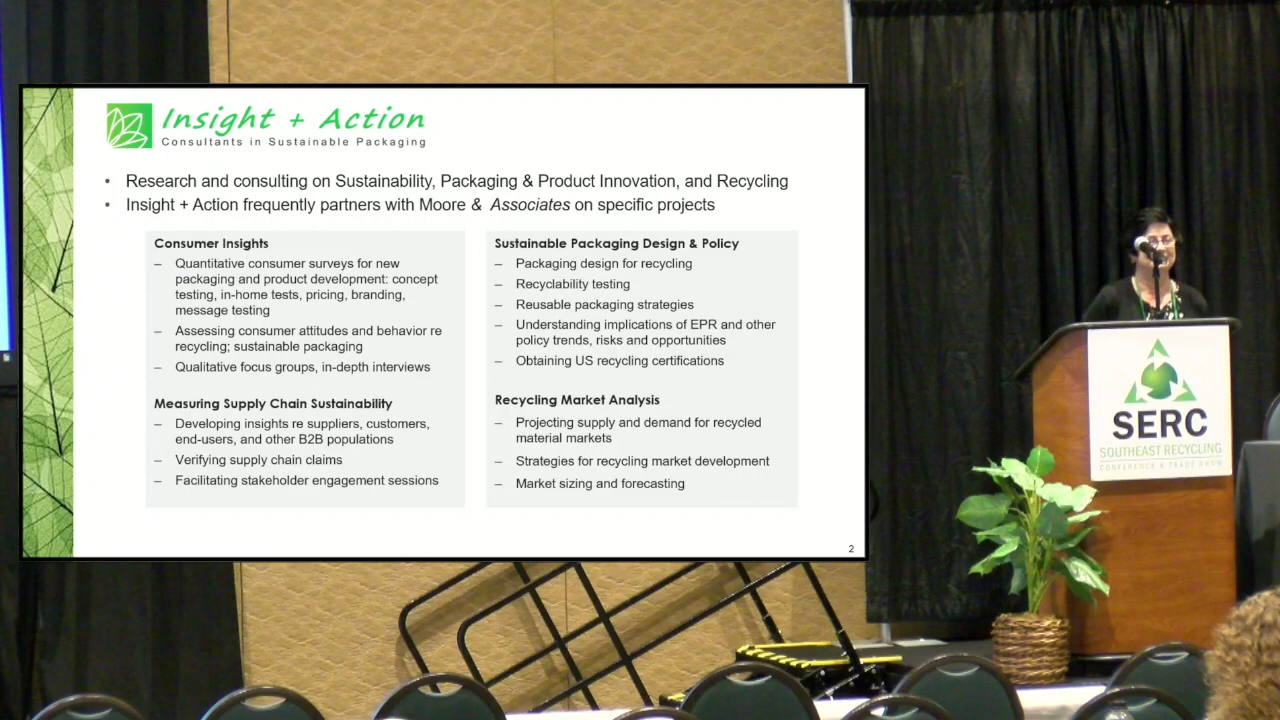 Insight + Action
Consultants in Sustainable Packaging
• Research and consulting on Sustainability, Packaging & Product Innovation, and Recycling
• Insight + Action frequently partners with Moore & Associates on specific projects
Consumer Insights
– Quantitative consumer surveys for new
packaging and product development: concept
testing, in-home tests, pricing, branding,
message testing
– Assessing consumer attitudes and behavior re
recycling; sustainable packaging
– Qualitative focus groups, in-depth interviews
Measuring Supply Chain Sustainability
– Developing insights re suppliers, customers,
end-users, and other B2B populations
– Verifying supply chain claims
– Facilitating stakeholder engagement sessions
Sustainable Packaging Design & Policy
– Packaging design for recycling
– Recyclability testing
– Reusable packaging strategies
– Understanding implications of EPR and other
policy trends, risks and opportunities
– Obtaining US recycling certifications
Recycling Market Analysis
– Projecting supply and demand for recycled
material markets
– Strategies for recycling market development
– Market sizing and forecasting
2
SERC
SOUTHEAST RECYCLING
CONFERENCE & TRADE SHOW